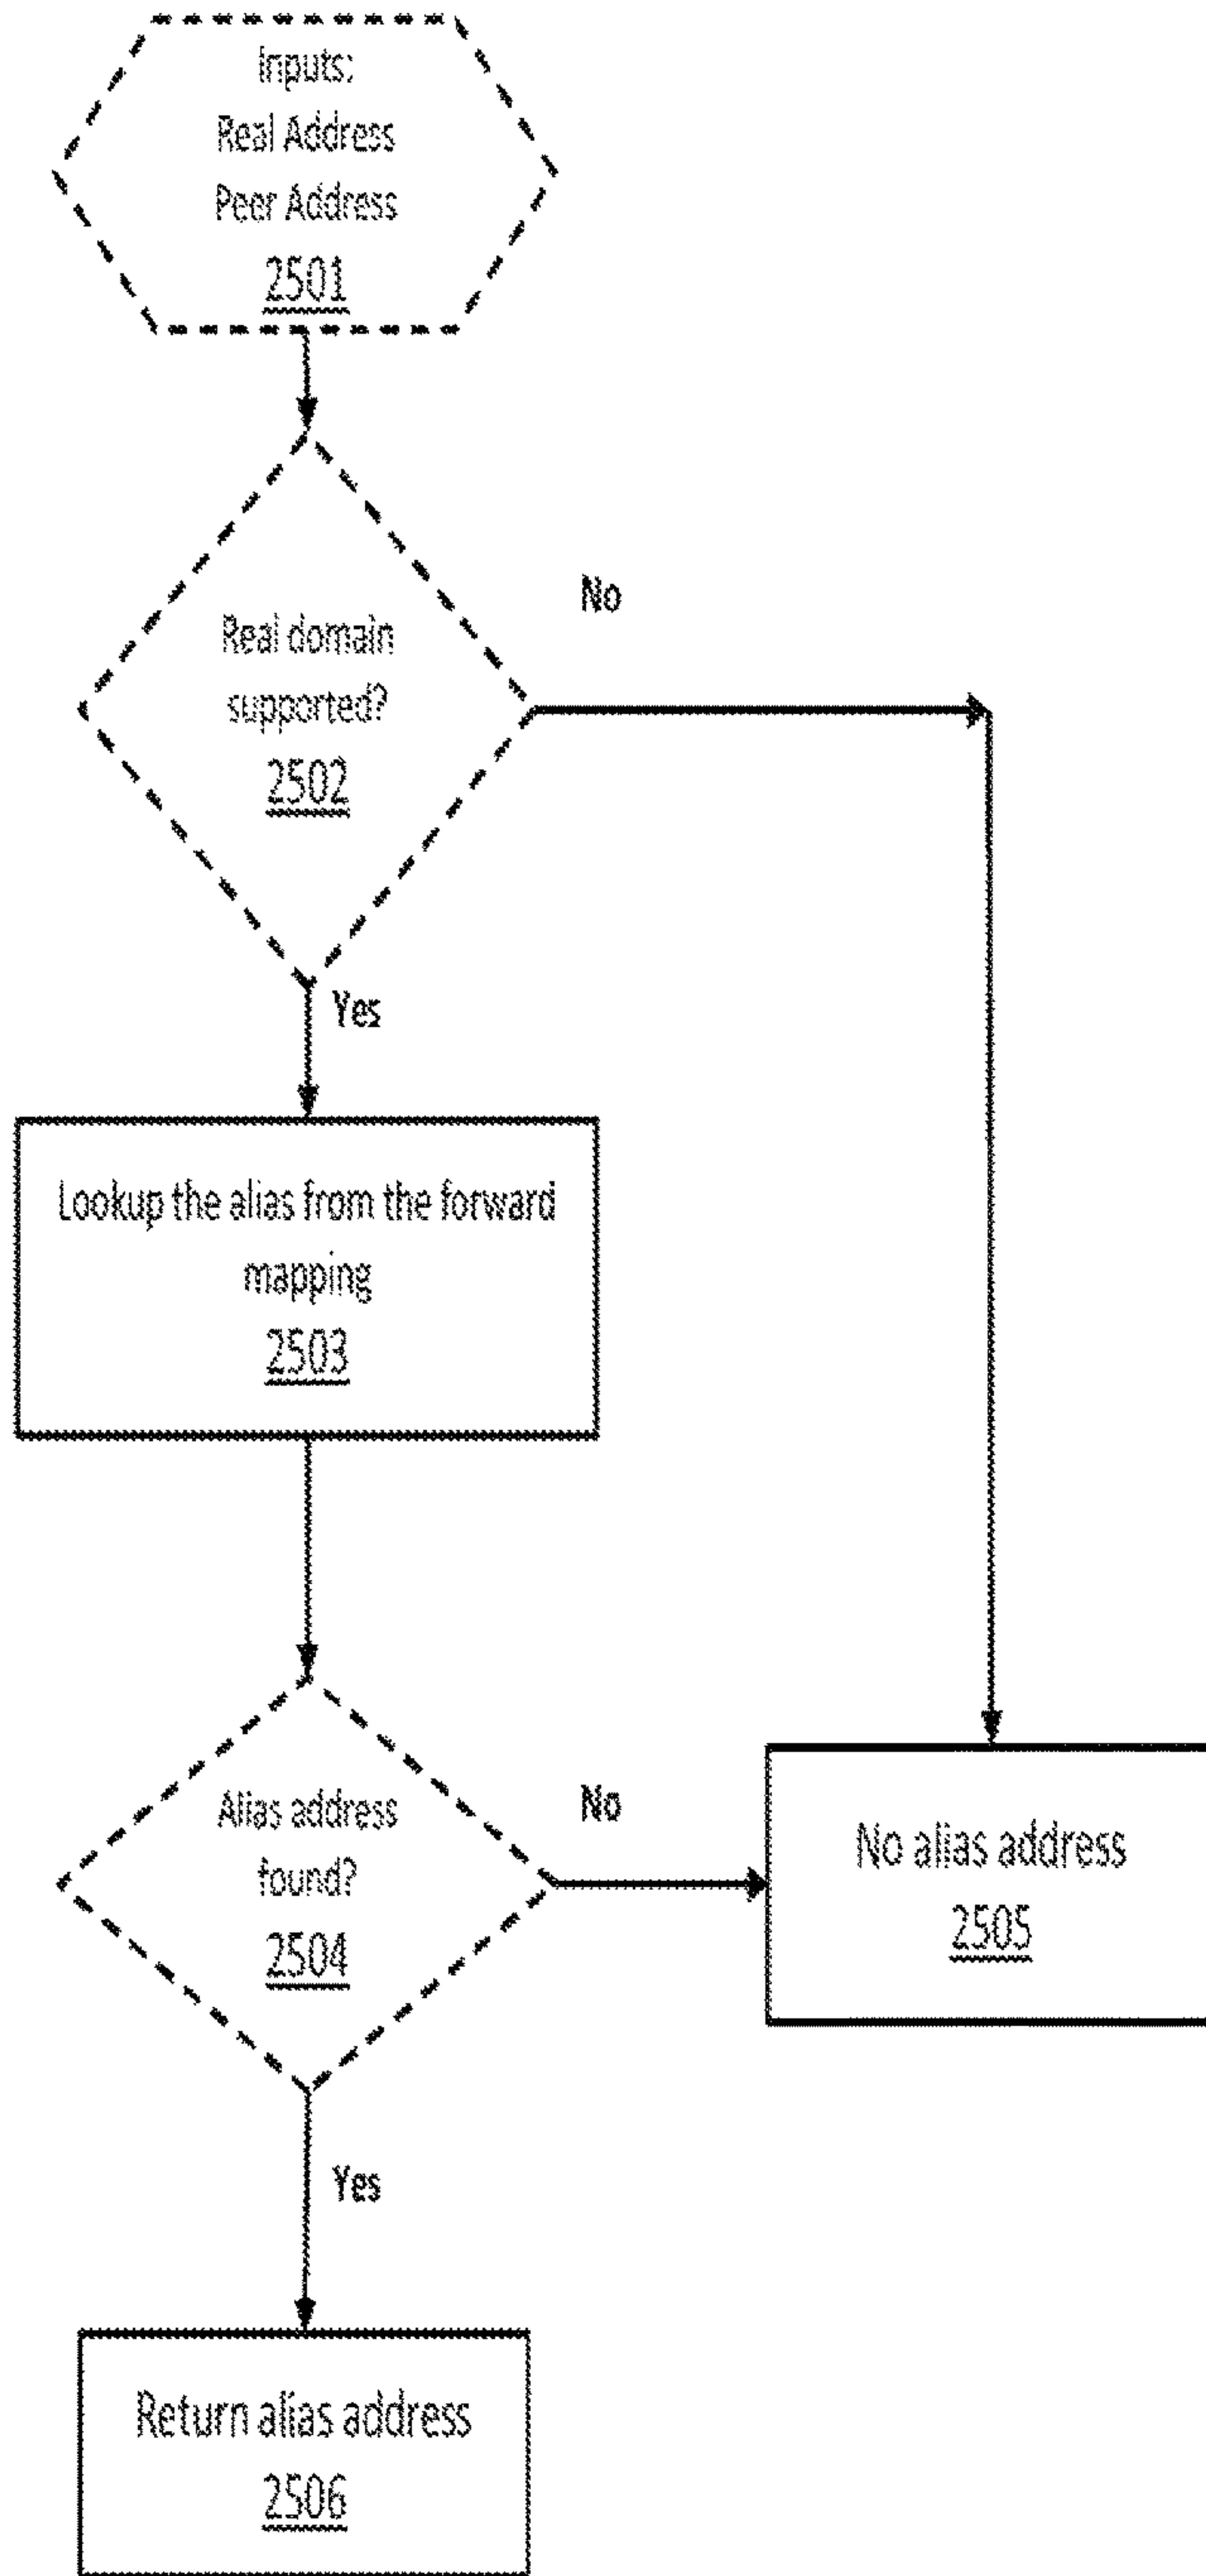 Inputs:
Real Address
Peer Address
2501
No
Real domain
supported?
2502
Yes
Lookup the alias from the forward
mapping
2503
Alias address
found?
2504
No
No alias address
2505
Yes
Return alias address
2506